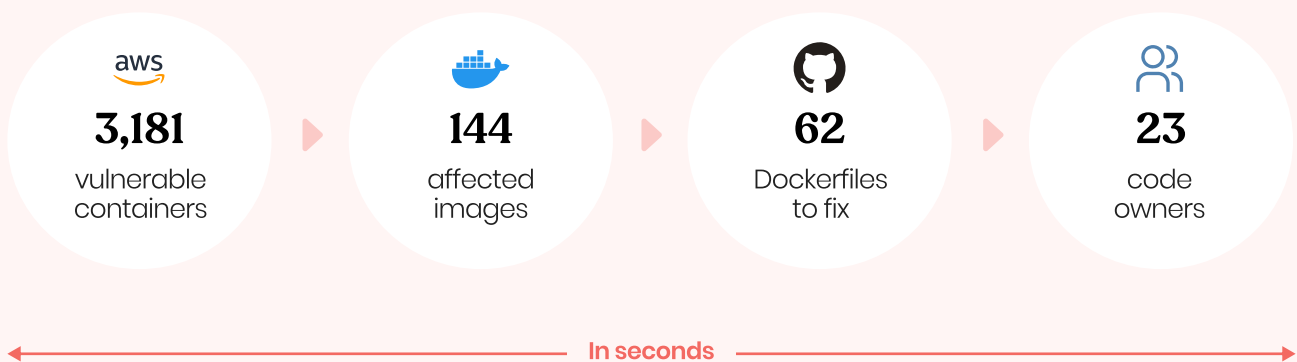 aws
3,181
vulnerable
containers
144
affected
images
62
Dockerfiles
to fix
23
code
owners
In seconds